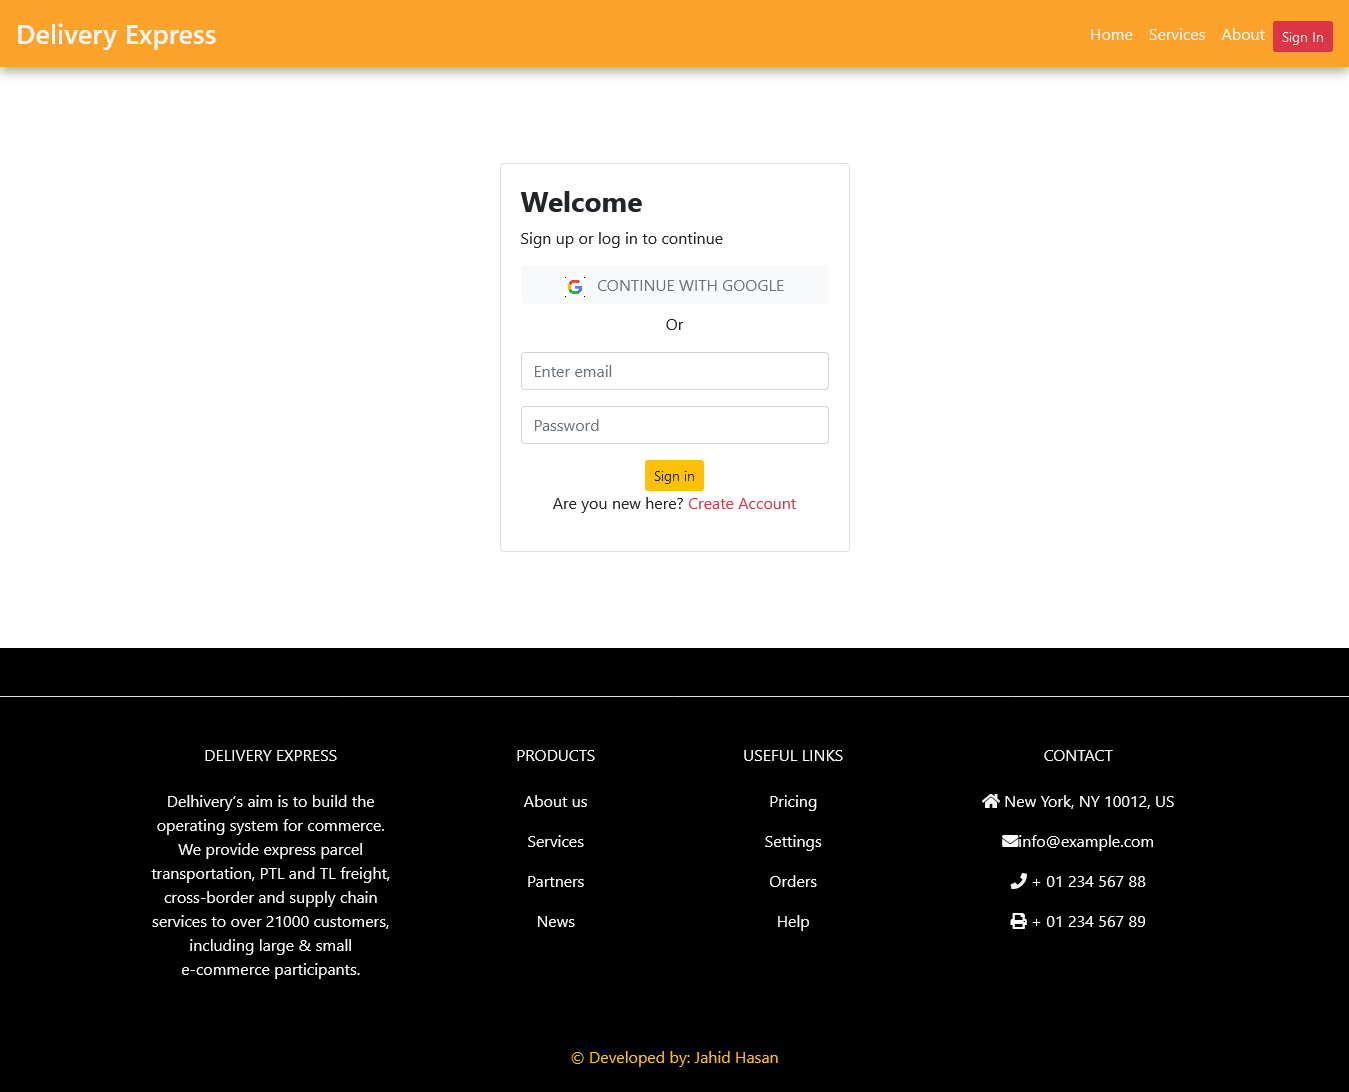 Delivery Express
Home Services About Sign In
Welcome
Sign up or log in to continue
CONTINUE WITH GOOGLE
Or
Enter email
Password
Sign in
Are you new here? Create Account
DELIVERY EXPRESS
Delhivery's aim is to build the
operating system for commerce.
We provide express parcel
transportation, PTL and TL freight,
cross-border and supply chain
services to over 21000 customers,
including large & small
e-commerce participants.
PRODUCTS
About us
Services
Partners
News
USEFUL LINKS
Pricing
Settings
Orders
Help
CONTACT
New York, NY 10012, US
info@example.com
+ 01 234 567 88
+ 01 234 567 89
© Developed by: Jahid Hasan